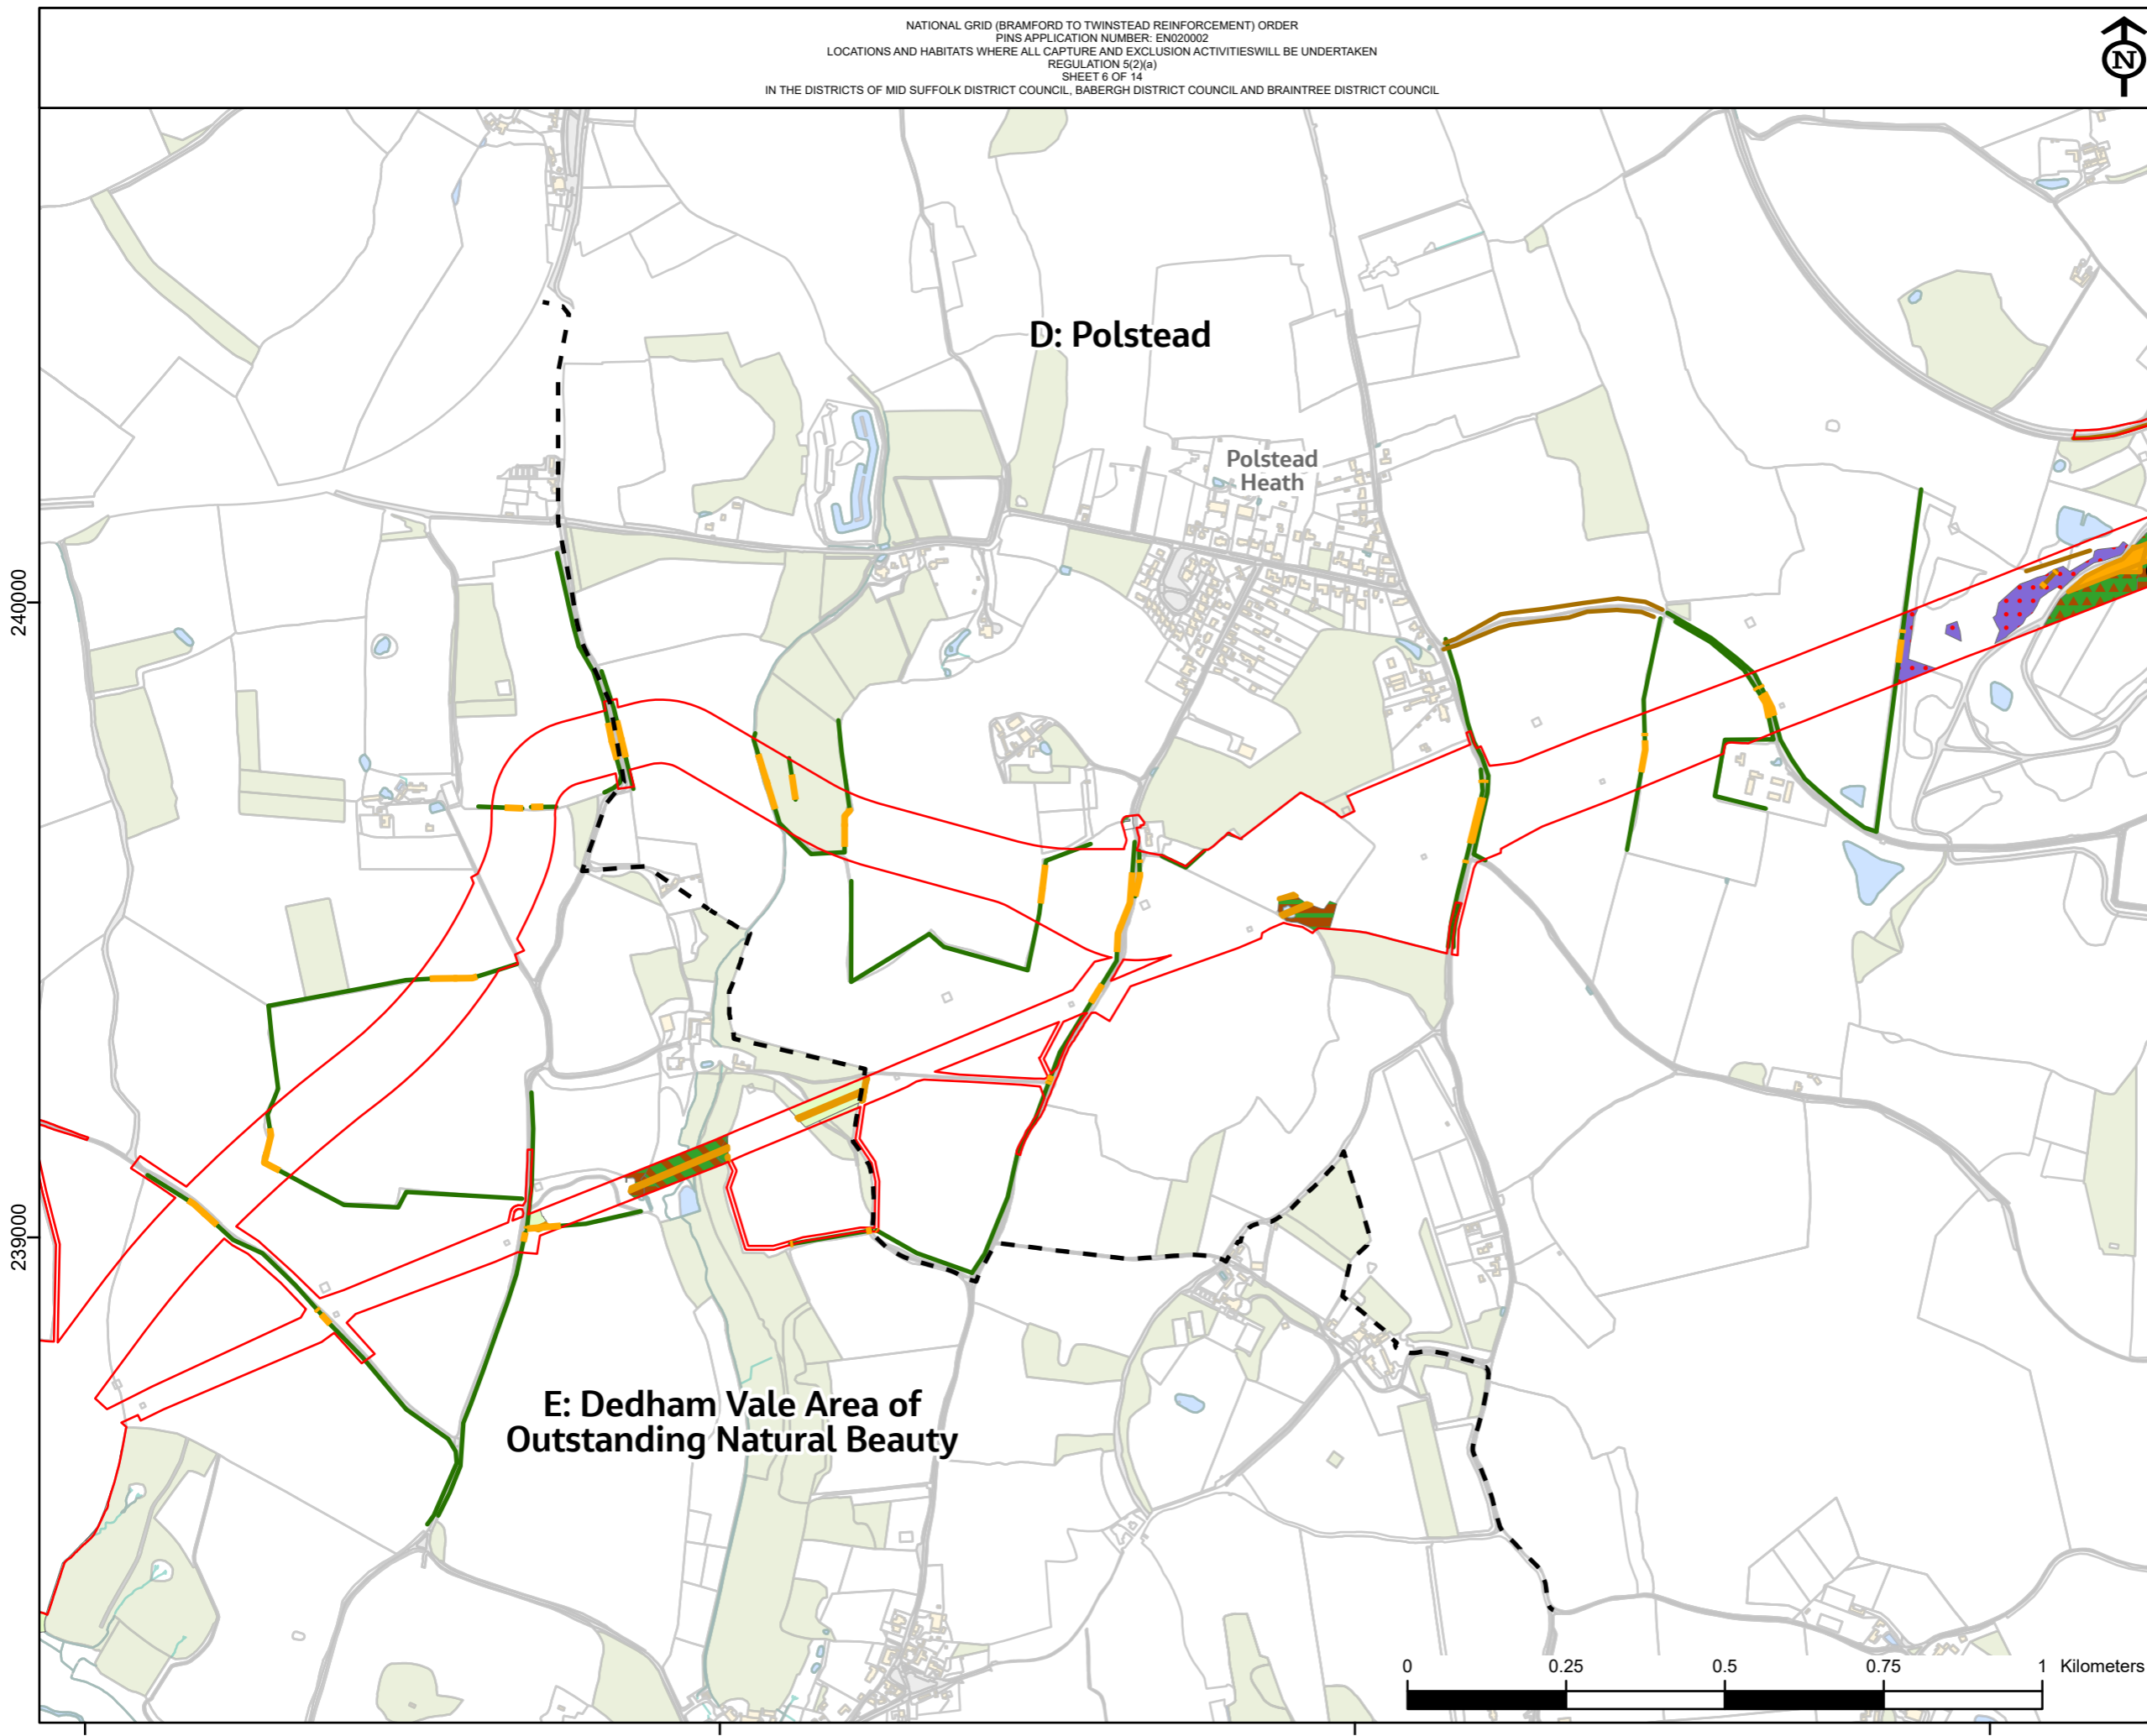 NATIONAL GRID (BRAMFORD TO TWINSTEAD REINFORCEMENT) ORDER
PINS APPLICATION NUMBER: EN020002
LOCATIONS AND HABITATS WHERE ALL CAPTURE AND EXCLUSION ACTIVITIESWILL BE UNDERTAKEN
REGULATION 5(2)(a)
SHEET 6 OF 14
IN THE DISTRICTS OF MID SUFFOLK DISTRICT COUNCIL, BABERGH DISTRICT COUNCIL AND BRAINTREE DISTRICT COUNCIL
N
D: Polstead
Polstead
Heath
240000
239000
E: Dedham Vale Area of
Outstanding Natural Beauty
0 0.25 0.5 0.75 1 Kilometers